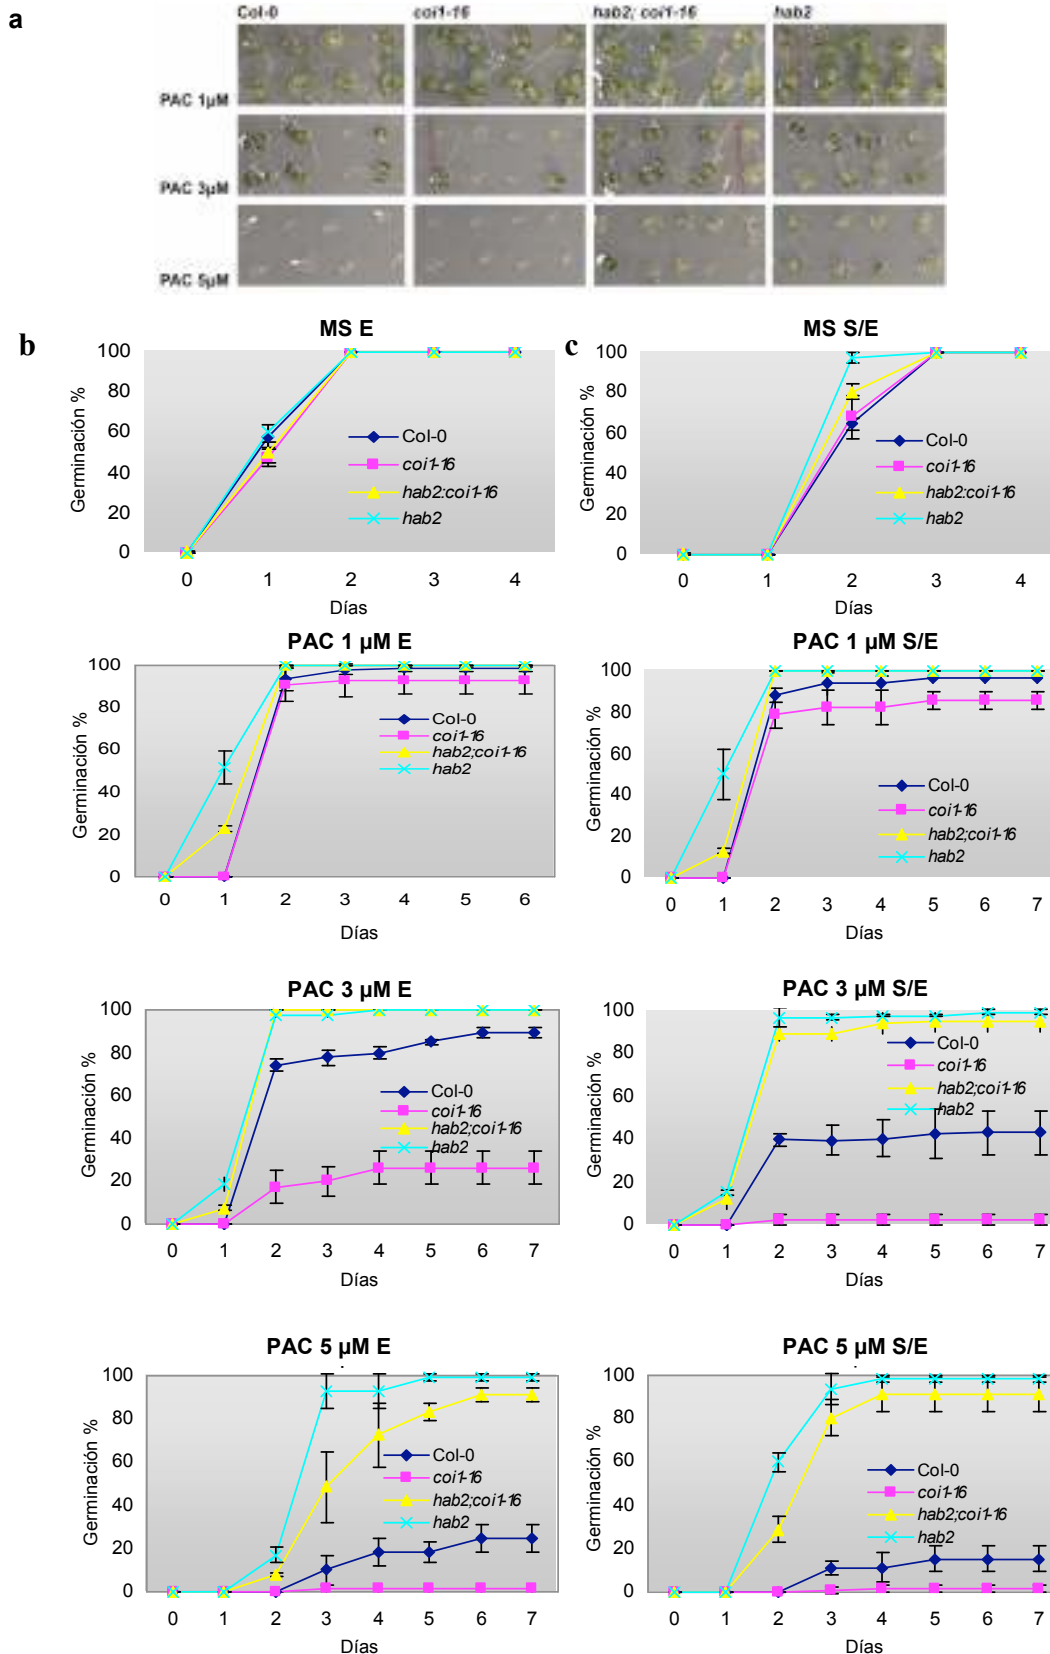 a
Col-0 coi1-16 hab2; coi1-16 hab2
PAC 1µM
PAC 3µM
PAC 5µM
b
MS E
Germinación %
100
80
60
40
20
0
Col-0
coi1-16
hab2:coi1-16
hab2
0 1 2 3 4
Días
c
MS S/E
Germinación %
100
80
60
40
20
0
Col-0
coi1-16
hab2:coi1-16
hab2
0 1 2 3 4
Días
PAC 1 µM E
Germinación %
100
80
60
40
20
0
Col-0
coi1-16
hab2;coi1-16
hab2
0 1 2 3 4 5 6
Días
PAC 1 µM S/E
Germinación %
100
80
60
40
20
0
Col-0
coi1-16
hab2;coi1-16
hab2
0 1 2 3 4 5 6 7
Días
PAC 3 µM E
Germinación %
100
80
60
40
20
0
Col-0
coi1-16
hab2;coi1-16
hab2
0 1 2 3 4 5 6 7
Días
PAC 3 µM S/E
Germinación %
100
80
60
40
20
0
Col-0
coi1-16
hab2;coi1-16
hab2
0 1 2 3 4 5 6 7
Días
PAC 5 µM E
Germinación %
100
80
60
40
20
0
Col-0
coi1-16
hab2;coi1-16
hab2
0 1 2 3 4 5 6 7
Días
PAC 5 µM S/E
Germinación %
100
80
60
40
20
0
Col-0
coi1-16
hab2;coi1-16
hab2
0 1 2 3 4 5 6 7
Días